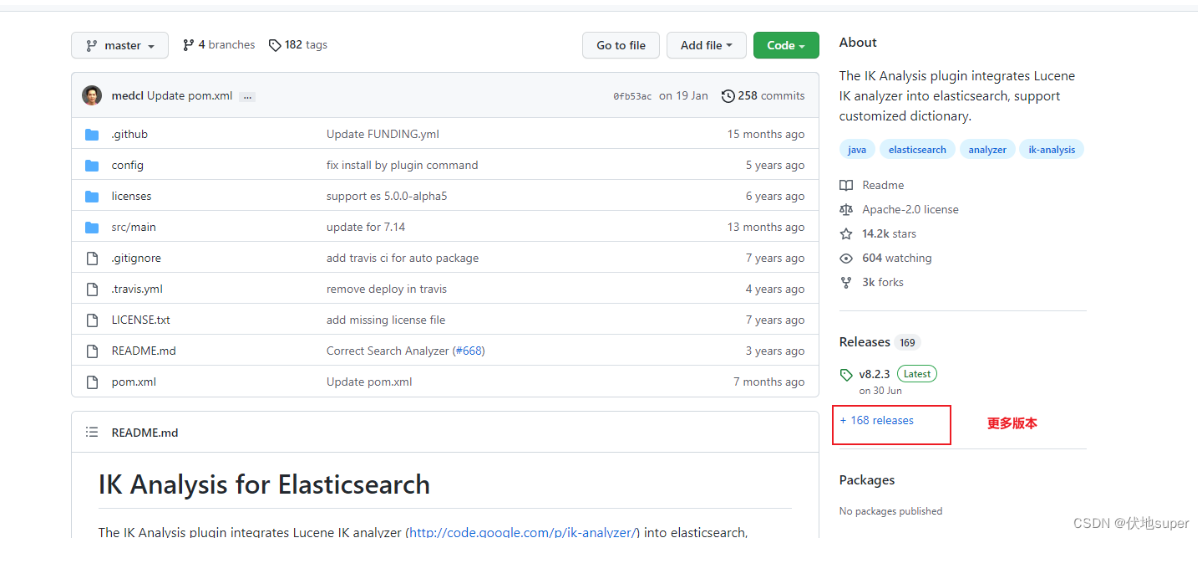 master
4 branches
182 tags
Go to file
Add file
Code
medcl Update pom.xml ...
0fb53ac on 19 Jan
258 commits
.github Update FUNDING.yml 15 months ago
config fix install by plugin command 5 years ago
licenses support es 5.0.0-alpha5 6 years ago
src/main update for 7.14 13 months ago
.gitignore add travis ci for auto package 7 years ago
.travis.yml remove deploy in travis 4 years ago
LICENSE.txt add missing license file 7 years ago
README.md Correct Search Analyzer (#668) 3 years ago
pom.xml Update pom.xml 7 months ago
README.md
IK Analysis for Elasticsearch
The IK Analysis plugin integrates Lucene IK analyzer (http://code.google.com/p/ik-analyzer/) into elasticsearch,
About
The IK Analysis plugin integrates Lucene
IK analyzer into elasticsearch, support
customized dictionary.
java elasticsearch analyzer ik-analysis
Readme
Apache-2.0 license
14.2k stars
604 watching
3k forks
Releases 169
v8.2.3 Latest
on 30 Jun
+ 168 releases
更多版本
Packages
No packages published
CSDN @伏地super